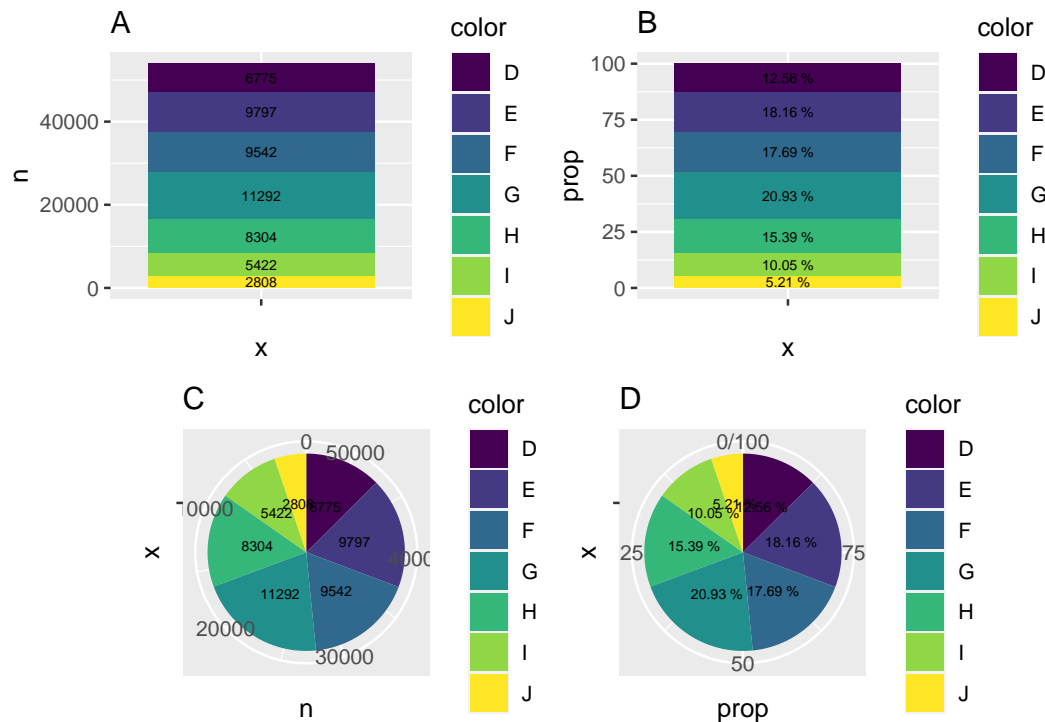 A
color
D
E
F
G
H
I
J
n
40000
20000
0
6775
9797
9542
11292
8304
5422
2808
x
B
color
D
E
F
G
H
I
J
prop
100
75
50
25
0
12.56 %
18.16 %
17.69 %
20.93 %
15.39 %
10.05 %
5.21 %
x
C
color
D
E
F
G
H
I
J
x
0
50000
20000
30000
2808
6775
5422
9797
8304
9542
11292
n
D
color
D
E
F
G
H
I
J
x
0/100
75
50
25
5.21 %
12.56 %
10.05 %
18.16 %
15.39 %
17.69 %
20.93 %
prop